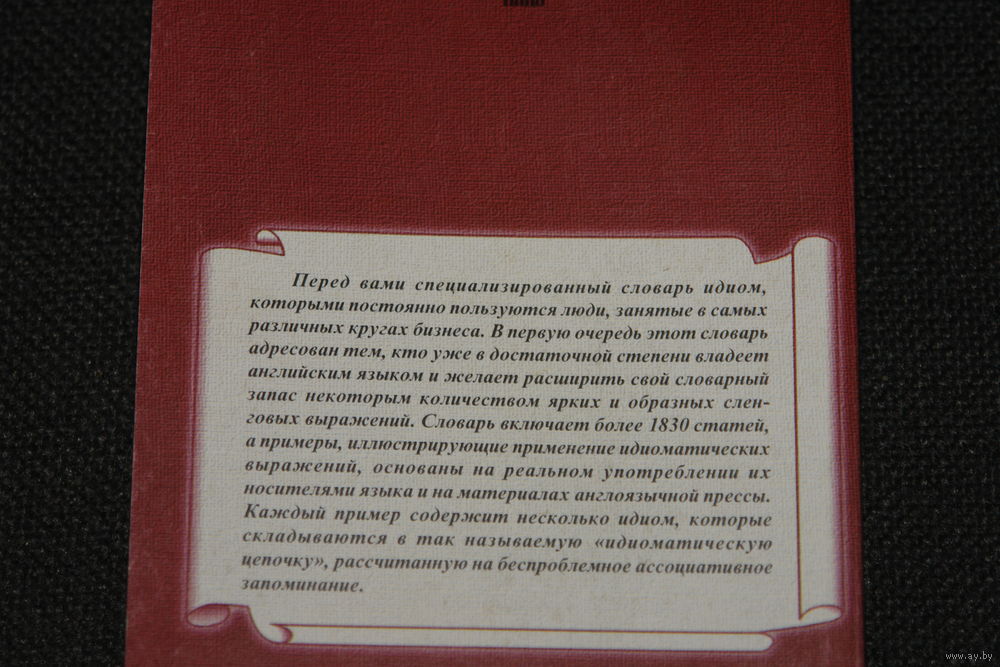 Перед вами специализированный словарь идиом,
которыми постоянно пользуются люди, занятые в самых
различных кругах бизнеса. В первую очередь этот словарь
адресован тем, кто уже в достаточной степени владеет
английским языком и желает расширить свой словарный
запас некоторым количеством ярких и образных слен-
говых выражений. Словарь включает более 1830 статей,
а примеры, иллюстрирующие применение идиоматических
выражений, основаны на реальном употреблении их
носителями языка и на материалах англоязычной прессы.
Каждый пример содержит несколько идиом, которые
складываются в так называемую «идиоматическую
цепочку», рассчитанную на беспроблемное ассоциативное
запоминание.
www.ay.by